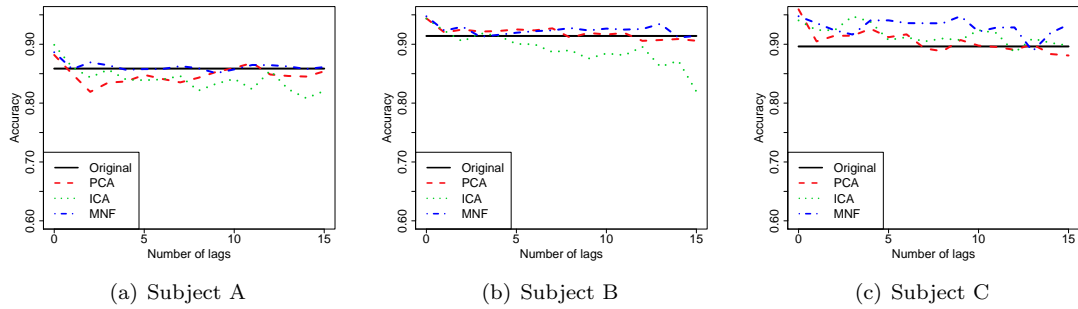 0.90
0.80
0.70
0.60
Accuracy
Original
PCA
ICA
MNF
0 5 10 15
Number of lags
(a) Subject A
0.90
0.80
0.70
0.60
Accuracy
Original
PCA
ICA
MNF
0 5 10 15
Number of lags
(b) Subject B
0.90
0.80
0.70
0.60
Accuracy
Original
PCA
ICA
MNF
0 5 10 15
Number of lags
(c) Subject C